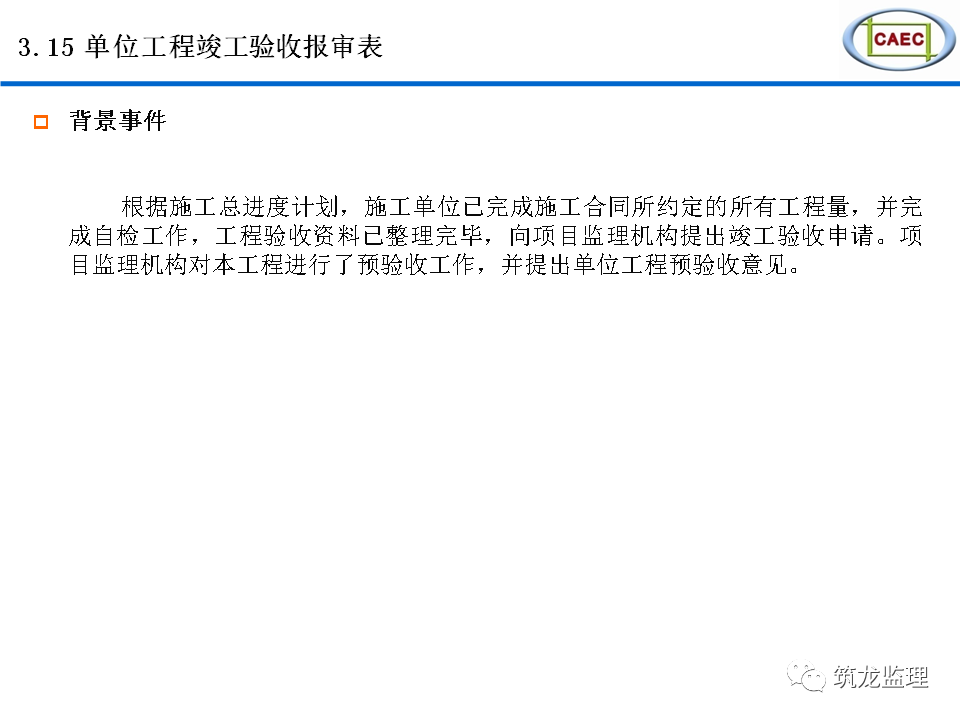 3.15 单位工程竣工验收报审表
CAEC
背景事件
根据施工总进度计划，施工单位已完成施工合同所约定的所有工程量，并完
成自检工作，工程验收资料已整理完毕，向项目监理机构提出竣工验收申请。项
目监理机构对本工程进行了预验收工作，并提出单位工程预验收意见。
筑龙监理